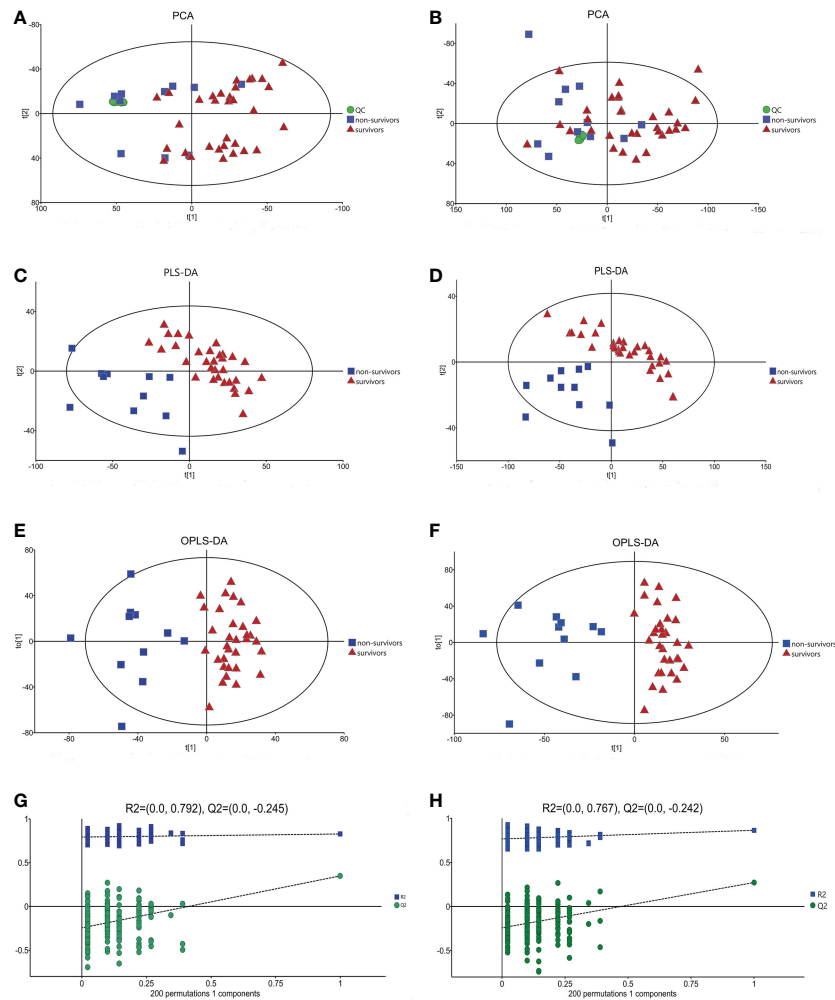 A
PCA
-80
-40
0
40
80
t[2]
100
50
0
-50
-100
t[1]
QC
non-survivors
survivors
B
PCA
-100
-50
0
50
100
t[2]
150
100
50
0
-50
-100
-150
t[1]
QC
non-survivors
survivors
C
PLS-DA
40
0
-40
t[2]
-100
-50
0
50
100
t[1]
non-survivors
survivors
D
PLS-DA
40
0
-40
t[2]
-150
-100
-50
0
50
100
150
t[1]
non-survivors
survivors
E
OPLS-DA
80
40
0
-40
-80
to[1]
-80
-40
0
40
80
t[1]
non-survivors
survivors
F
OPLS-DA
80
40
0
-40
-80
to[1]
-100
-50
0
50
t[1]
non-survivors
survivors
G
R2=(0.0, 0.792), Q2=(0.0, -0.245)
1
0.5
0
-0.5
0
0.25
0.5
0.75
1
200 permutations 1 components
R2
Q2
H
R2=(0.0, 0.767), Q2=(0.0, -0.242)
1
0.5
0
-0.5
0
0.25
0.5
0.75
1
200 permutations 1 components
R2
Q2